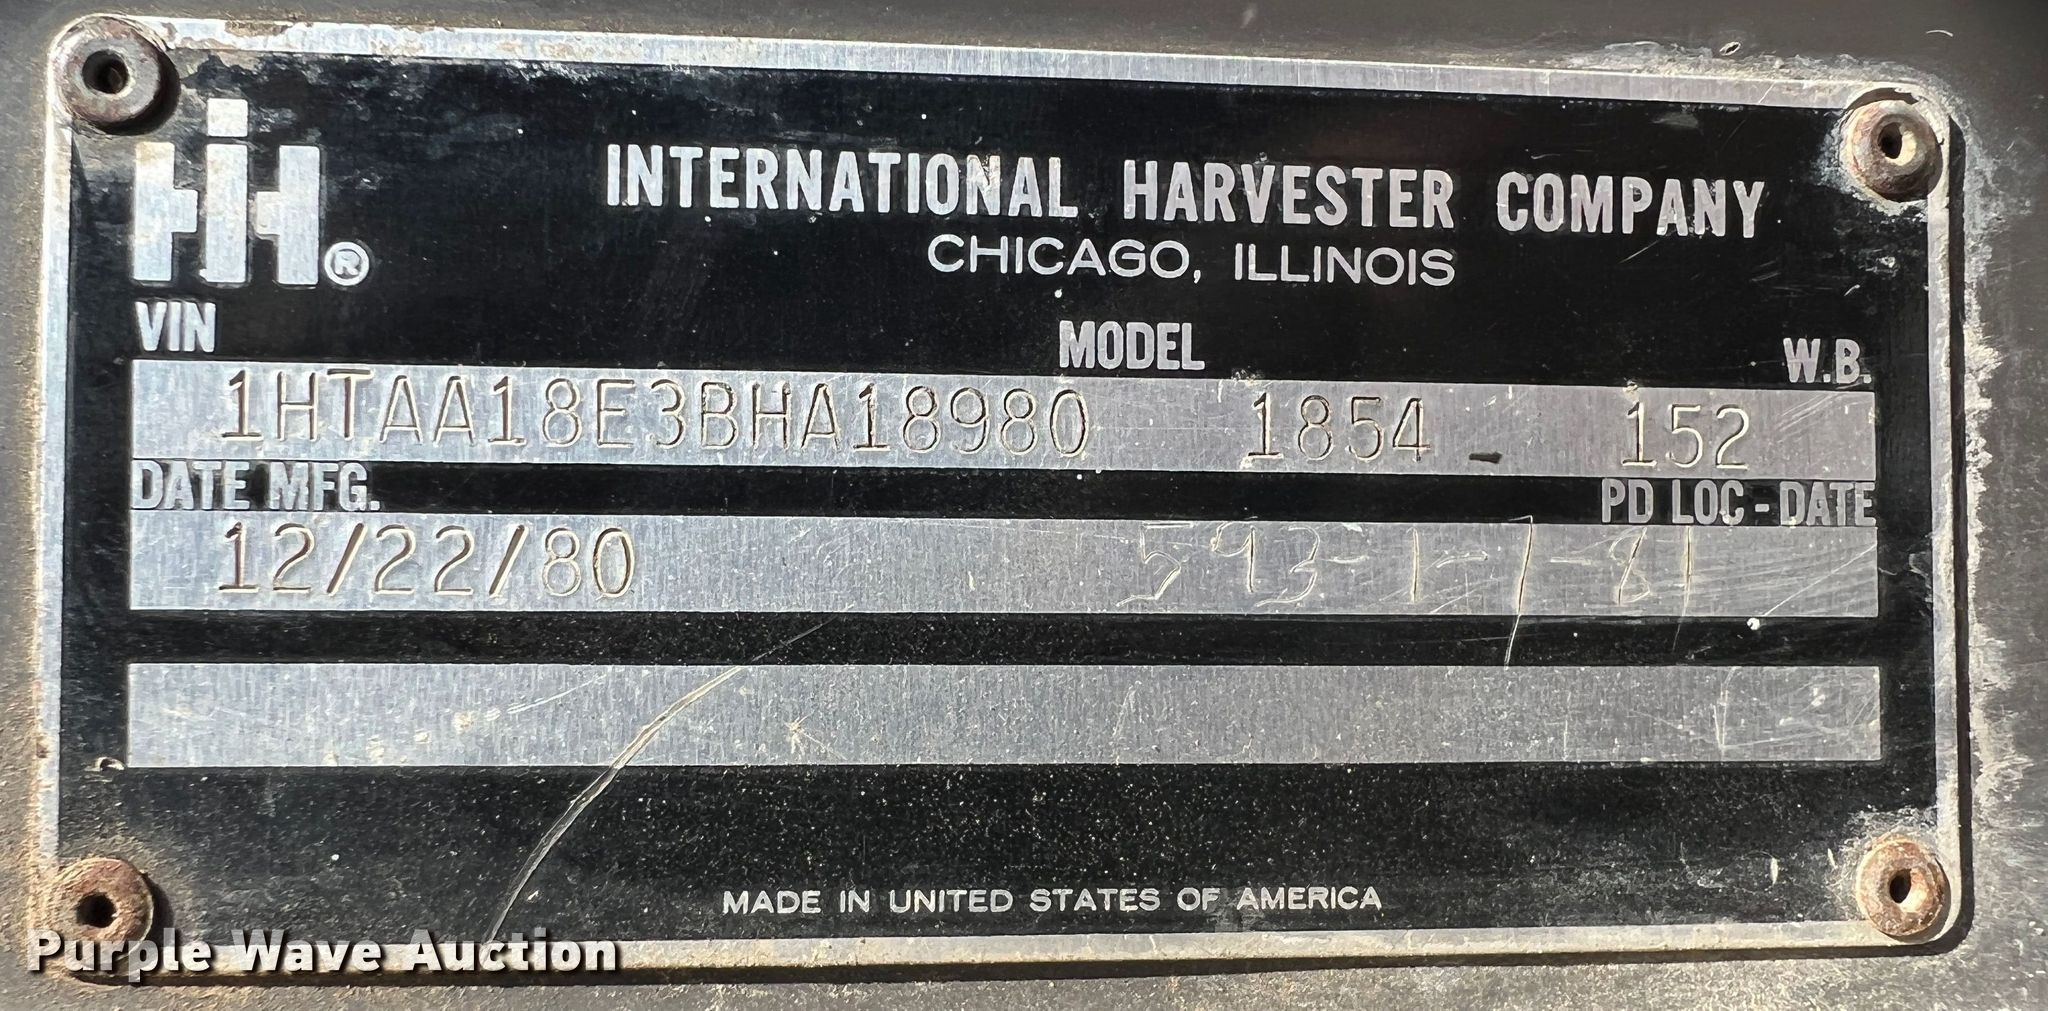 IH®
INTERNATIONAL HARVESTER COMPANY
CHICAGO, ILLINOIS
VIN MODEL W.B.
1HTAA18E3BHA18980 1854 - 152
DATE MFG. PD LOC - DATE
12/22/80 593-1-7-81
MADE IN UNITED STATES OF AMERICA
Purple Wave Auction